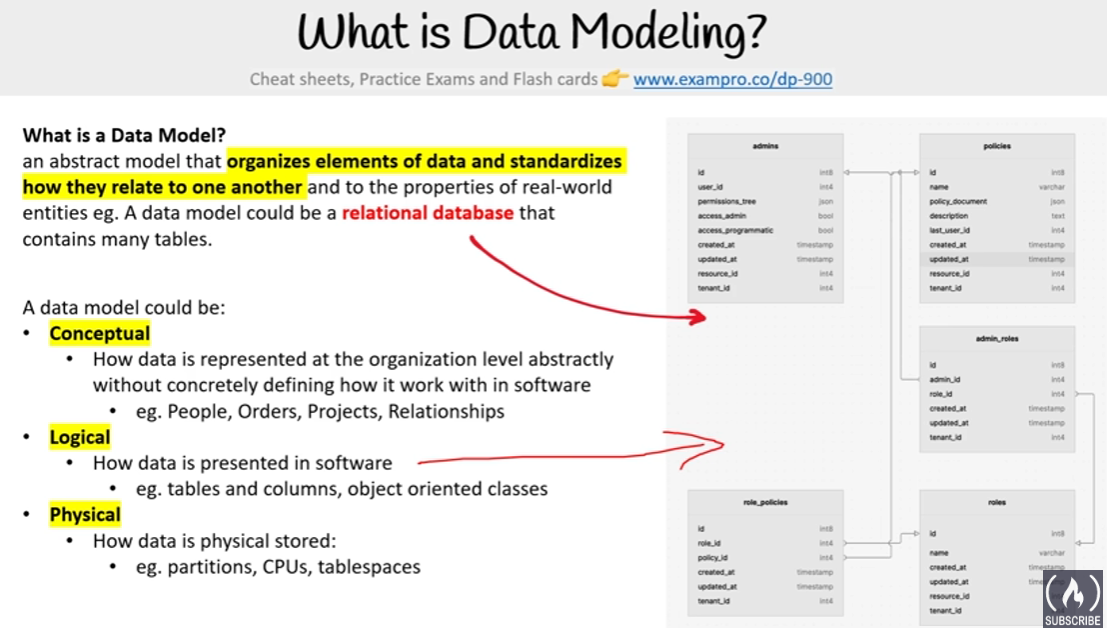 What is Data Modeling?
Cheat sheets, Practice Exams and Flash cards 👉 www.exampro.co/dp-900
What is a Data Model?
an abstract model that organizes elements of data and standardizes
how they relate to one another and to the properties of real-world
entities eg. A data model could be a relational database that
contains many tables.
A data model could be:
• Conceptual
• How data is represented at the organization level abstractly
without concretely defining how it work with in software
• eg. People, Orders, Projects, Relationships
• Logical
• How data is presented in software
• eg. tables and columns, object oriented classes
• Physical
• How data is physical stored:
• eg. partitions, CPUs, tablespaces
admins
id int8
user_id int4
permissions_tree json
access_admin bool
access_programmatic bool
created_at timestamp
updated_at timestamp
resource_id int4
tenant_id int4
policies
id int8
name varchar
policy_document json
description text
last_user_id int4
created_at timestamp
updated_at timestamp
resource_id int4
tenant_id int4
admin_roles
id int8
admin_id int4
role_id int4
created_at timestamp
updated_at timestamp
tenant_id int4
role_policies
id int8
role_id int4
policy_id int4
created_at timestamp
updated_at timestamp
tenant_id int4
roles
id int8
name varchar
created_at
updated_at
resource_id
tenant_id
SUBSCRIBE